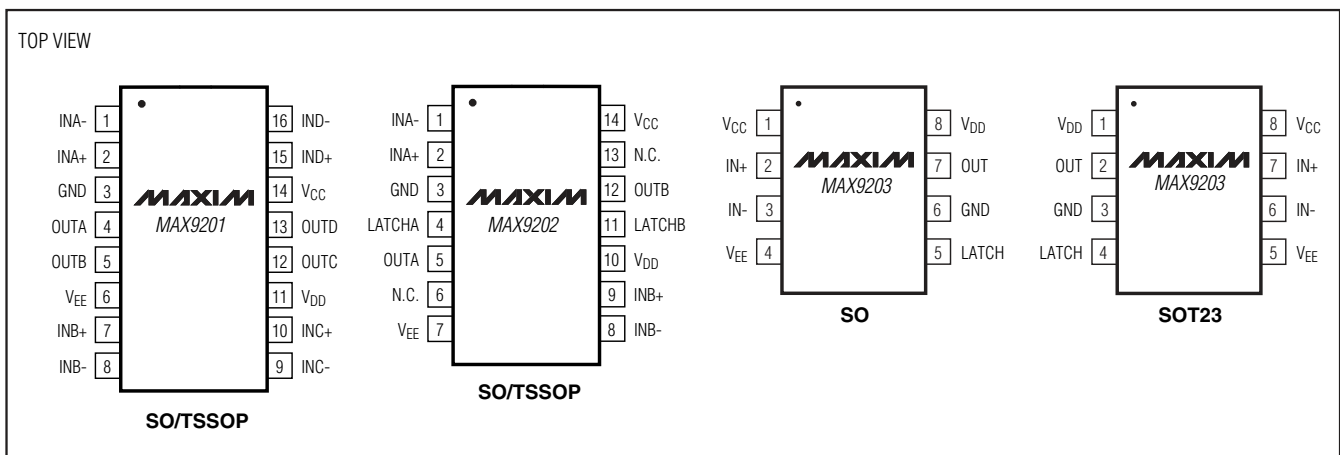 TOP VIEW
INA- 1
INA+ 2
GND 3
OUTA 4
OUTB 5
VEE 6
INB+ 7
INB- 8
16 IND-
15 IND+
14 VCC
13 OUTD
12 OUTC
11 VDD
10 INC+
9 INC-
MAXIM
MAX9201
SO/TSSOP
INA- 1
INA+ 2
GND 3
LATCHA 4
OUTA 5
N.C. 6
VEE 7
14 VCC
13 N.C.
12 OUTB
11 LATCHB
10 VDD
9 INB+
8 INB-
MAXIM
MAX9202
SO/TSSOP
VCC 1
IN+ 2
IN- 3
VEE 4
8 VDD
7 OUT
6 GND
5 LATCH
MAXIM
MAX9203
SO
VDD 1
OUT 2
GND 3
LATCH 4
8 VCC
7 IN+
6 IN-
5 VEE
MAXIM
MAX9203
SOT23